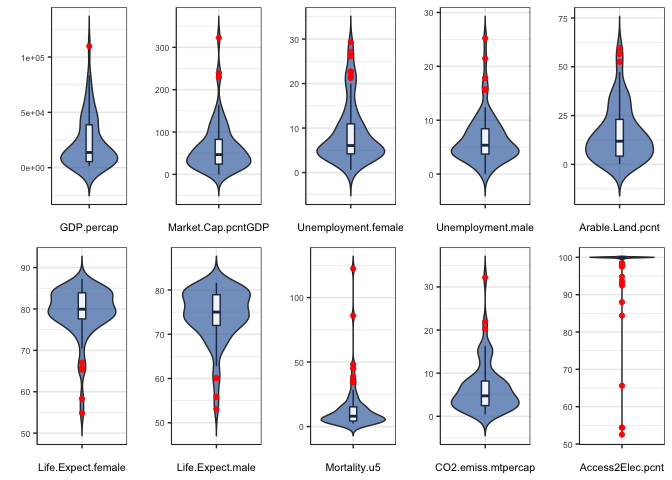 1e+05
5e+04
0e+00
GDP.percap
300
200
100
0
Market.Cap.pcntGDP
30
20
10
0
Unemployment.female
30
20
10
0
Unemployment.male
75
50
25
0
Arable.Land.pcnt
90
80
70
60
50
Life.Expect.female
80
70
60
50
Life.Expect.male
100
50
0
Mortality.u5
30
20
10
0
CO2.emiss.mtpercap
100
90
80
70
60
50
Access2Elec.pcnt